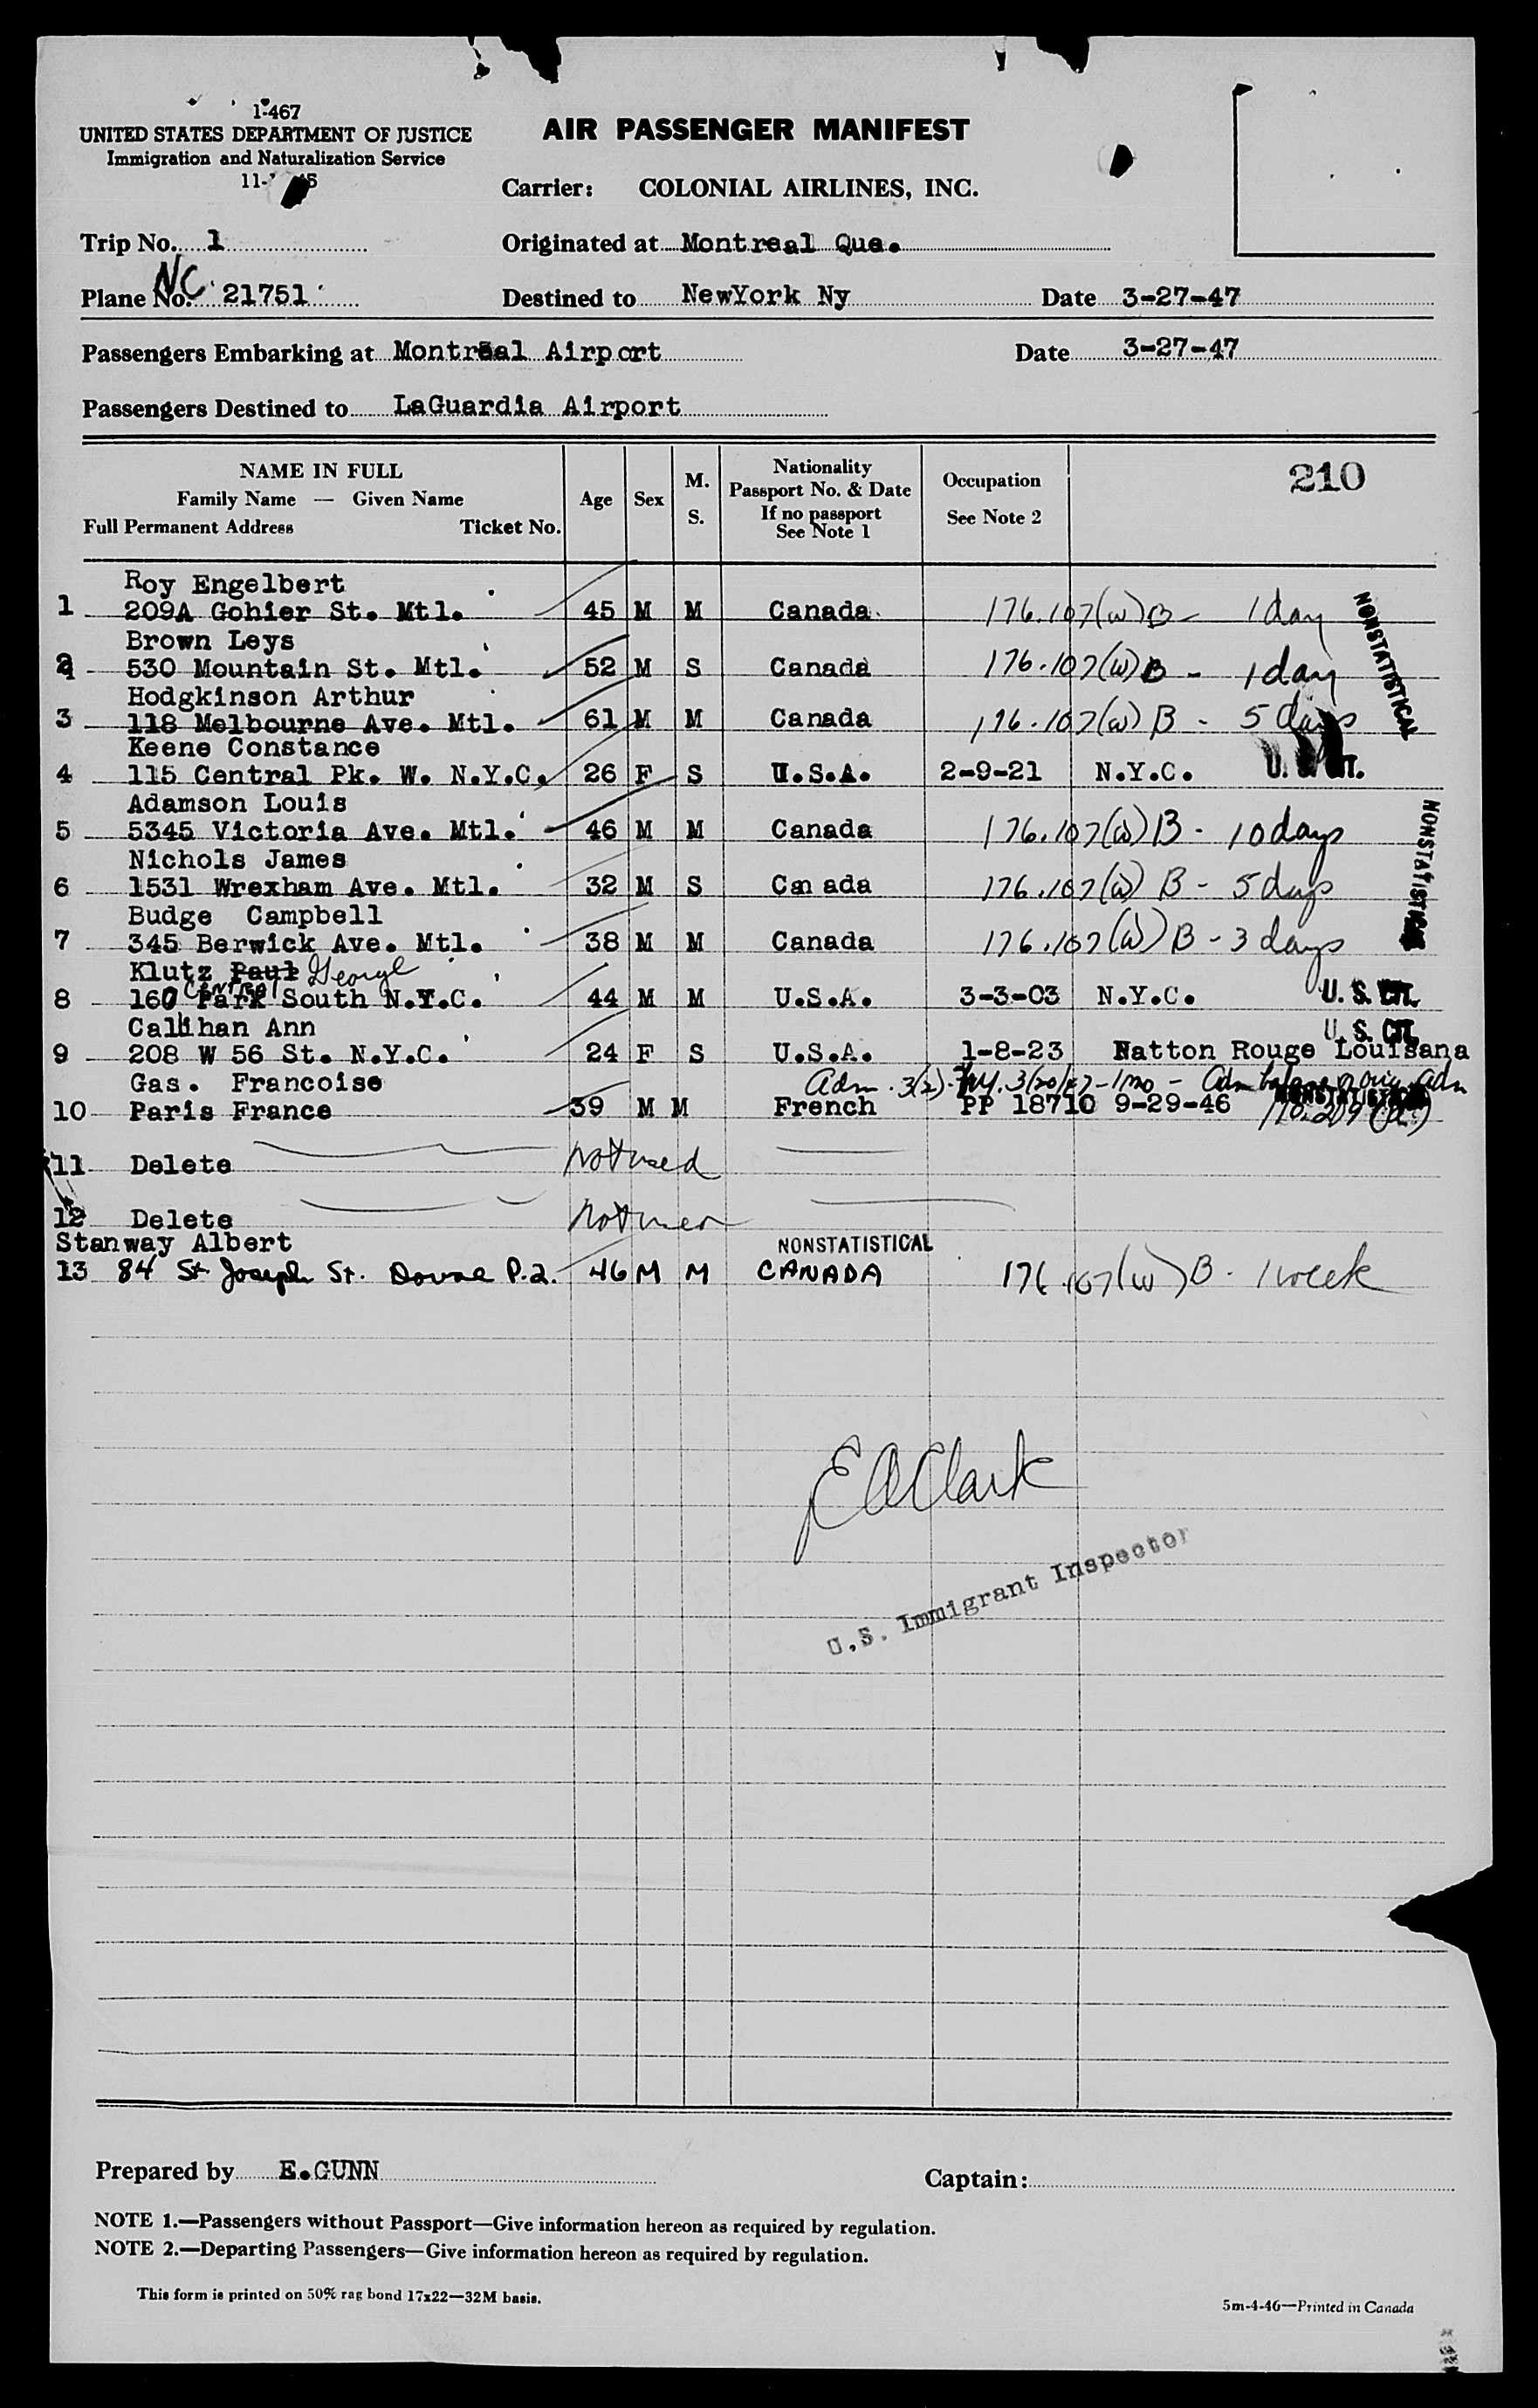 1-467
UNITED STATES DEPARTMENT OF JUSTICE
Immigration and Naturalization Service
AIR PASSENGER MANIFEST
Carrier: COLONIAL AIRLINES, INC.
Trip No. 1
Originated at Montreal Que.
Plane No. NC 21751
Destined to NewYork Ny
Date 3-27-47
Passengers Embarking at Montreal Airport
Date 3-27-47
Passengers Destined to LaGuardia Airport
NAME IN FULL
Family Name — Given Name
Full Permanent Address Ticket No.
Age
Sex
M.
S.
Nationality
Passport No. & Date
If no passport
See Note 1
Occupation
See Note 2
210
Roy Engelbert
1 209A Gohier St. Mtl. 45 M M Canada 176.107(w)B - 1 day
NONSTATISTICAL
Brown Leys
2 530 Mountain St. Mtl. 52 M S Canada 176.107(w)B - 1 day
Hodgkinson Arthur
3 118 Melbourne Ave. Mtl. 61 M M Canada 176.107(w)B - 5 days
Keene Constance
4 115 Central Pk. W. N.Y.C. 26 F S U.S.A. 2-9-21 N.Y.C.
Adamson Louis
5 5345 Victoria Ave. Mtl. 46 M M Canada 176.107(w)B - 10 days
NONSTATISTICAL
Nichols James
6 1531 Wrexham Ave. Mtl. 32 M S Can ada 176.107(w) B - 5 days
Budge Campbell
7 345 Berwick Ave. Mtl. 38 M M Canada 176.107(w) B - 3 days
Klutz Paul George
8 160 Central Park South N.Y.C. 44 M M U.S.A. 3-3-03 N.Y.C. U. S. CIT.
Callihan Ann
U. S. CIT.
9 208 W 56 St. N.Y.C. 24 F S U.S.A. 1-8-23 Natton Rouge Louisana
Gas. Francoise
Adm. 3(2)
10 Paris France 39 M M French PP 18710 9-29-46
NONSTATISTICAL
11 Delete not used
12 Delete
Stanway Albert
NONSTATISTICAL
13 84 St Joseph St. P.Q. 46 M M CANADA 176.107(w)B - 1 week
E A Clark
U.S. Immigrant Inspector
Prepared by E.GUNN
Captain:
NOTE 1.—Passengers without Passport—Give information hereon as required by regulation.
NOTE 2.—Departing Passengers—Give information hereon as required by regulation.
This form is printed on 50% rag bond 17x22—32M basis.
5m-4-46—Printed in Canada